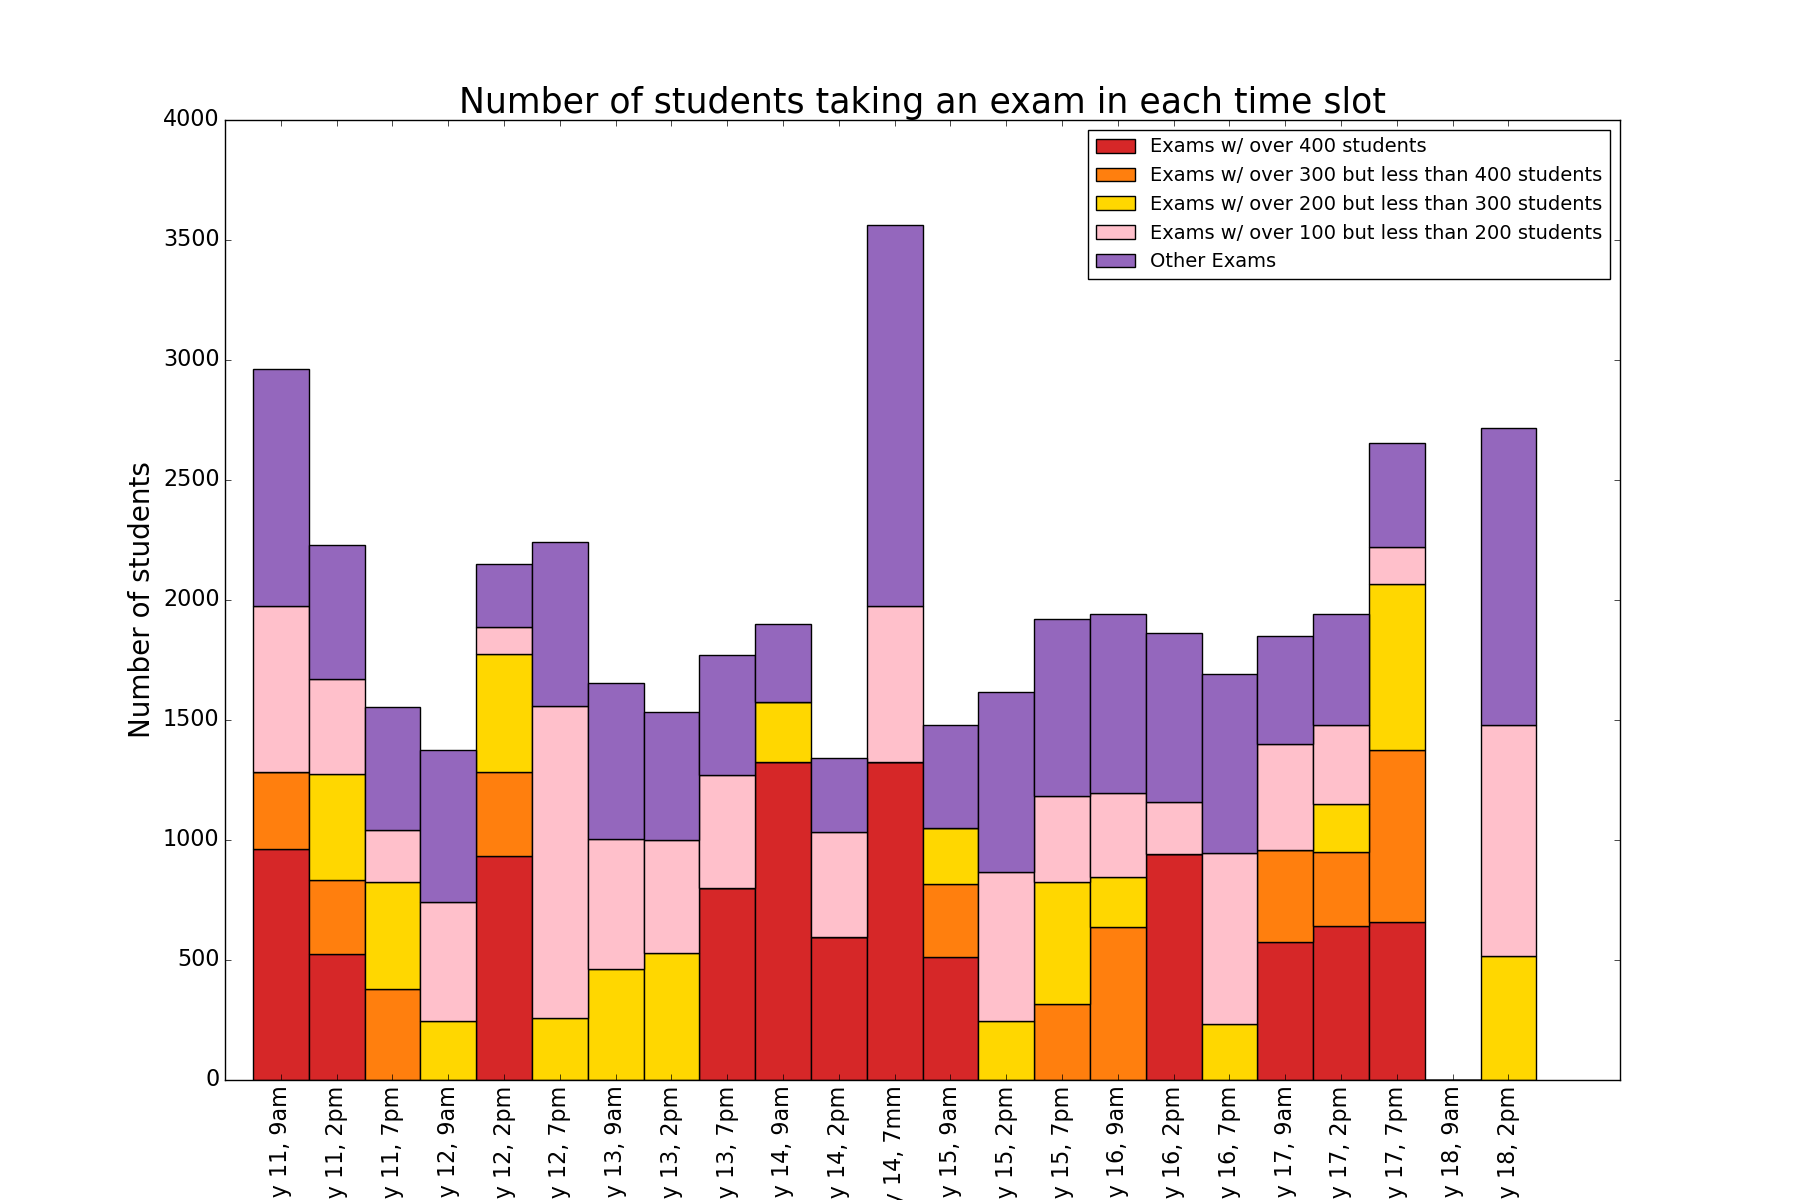 Number of students taking an exam in each time slot
4000
3500
3000
2500
2000
1500
1000
500
0
Number of students
Exams w/ over 400 students
Exams w/ over 300 but less than 400 students
Exams w/ over 200 but less than 300 students
Exams w/ over 100 but less than 200 students
Other Exams
y 11, 9am
y 11, 2pm
y 11, 7pm
y 12, 9am
y 12, 2pm
y 12, 7pm
y 13, 9am
y 13, 2pm
y 13, 7pm
y 14, 9am
y 14, 2pm
y 14, 7mm
y 15, 9am
y 15, 2pm
y 15, 7pm
y 16, 9am
y 16, 2pm
y 16, 7pm
y 17, 9am
y 17, 2pm
y 17, 7pm
y 18, 9am
y 18, 2pm